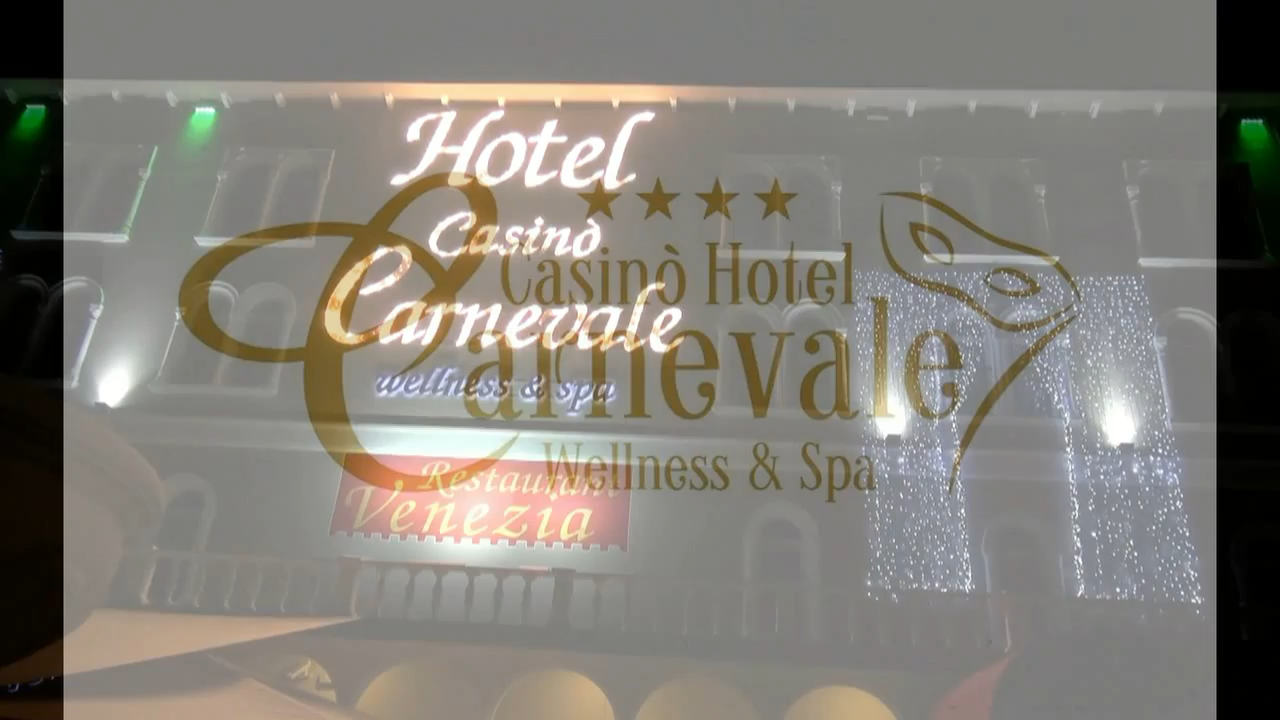 Hotel
Casinò
Carnevale
wellness & spa
Restaurant
Venezia
Casinò Hotel
Carnevale
Wellness & Spa